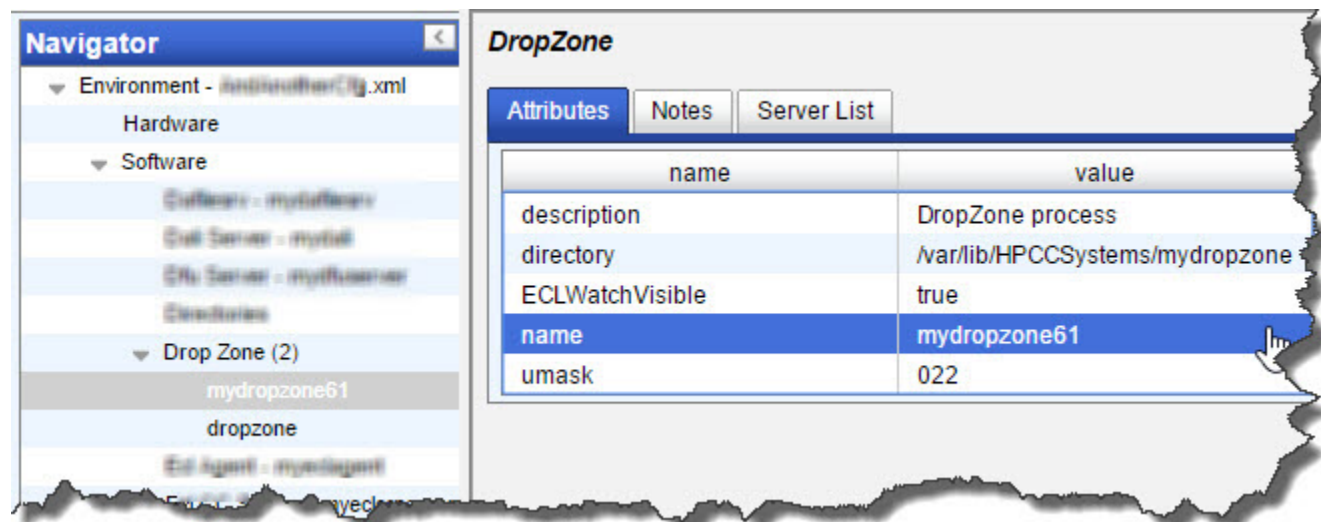 Navigator
Environment - .xml
Hardware
Software
Drop Zone (2)
mydropzone61
dropzone
DropZone
Attributes Notes Server List
name value
description DropZone process
directory /var/lib/HPCCSystems/mydropzone
ECLWatchVisible true
name mydropzone61
umask 022